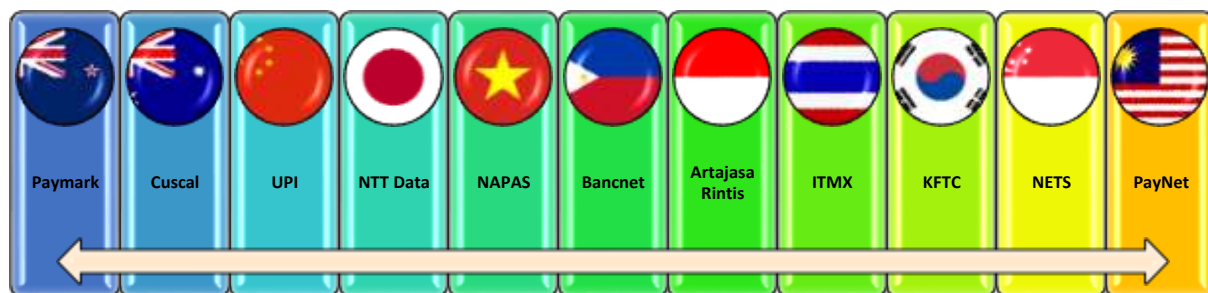 Paymark
Cuscal
UPI
NTT Data
NAPAS
Bancnet
Artajasa
Rintis
ITMX
KFTC
NETS
PayNet